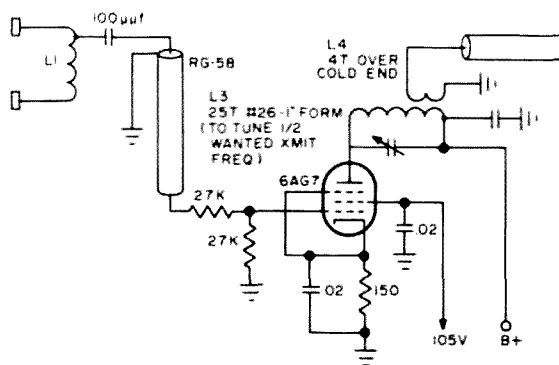 100µµf
L1
RG-58
L4
4T OVER
COLD END
L3
25T #26-1" FORM
(TO TUNE 1/2
WANTED XMIT
FREQ)
6AG7
27K
27K
.02
.02
150
105V
B+